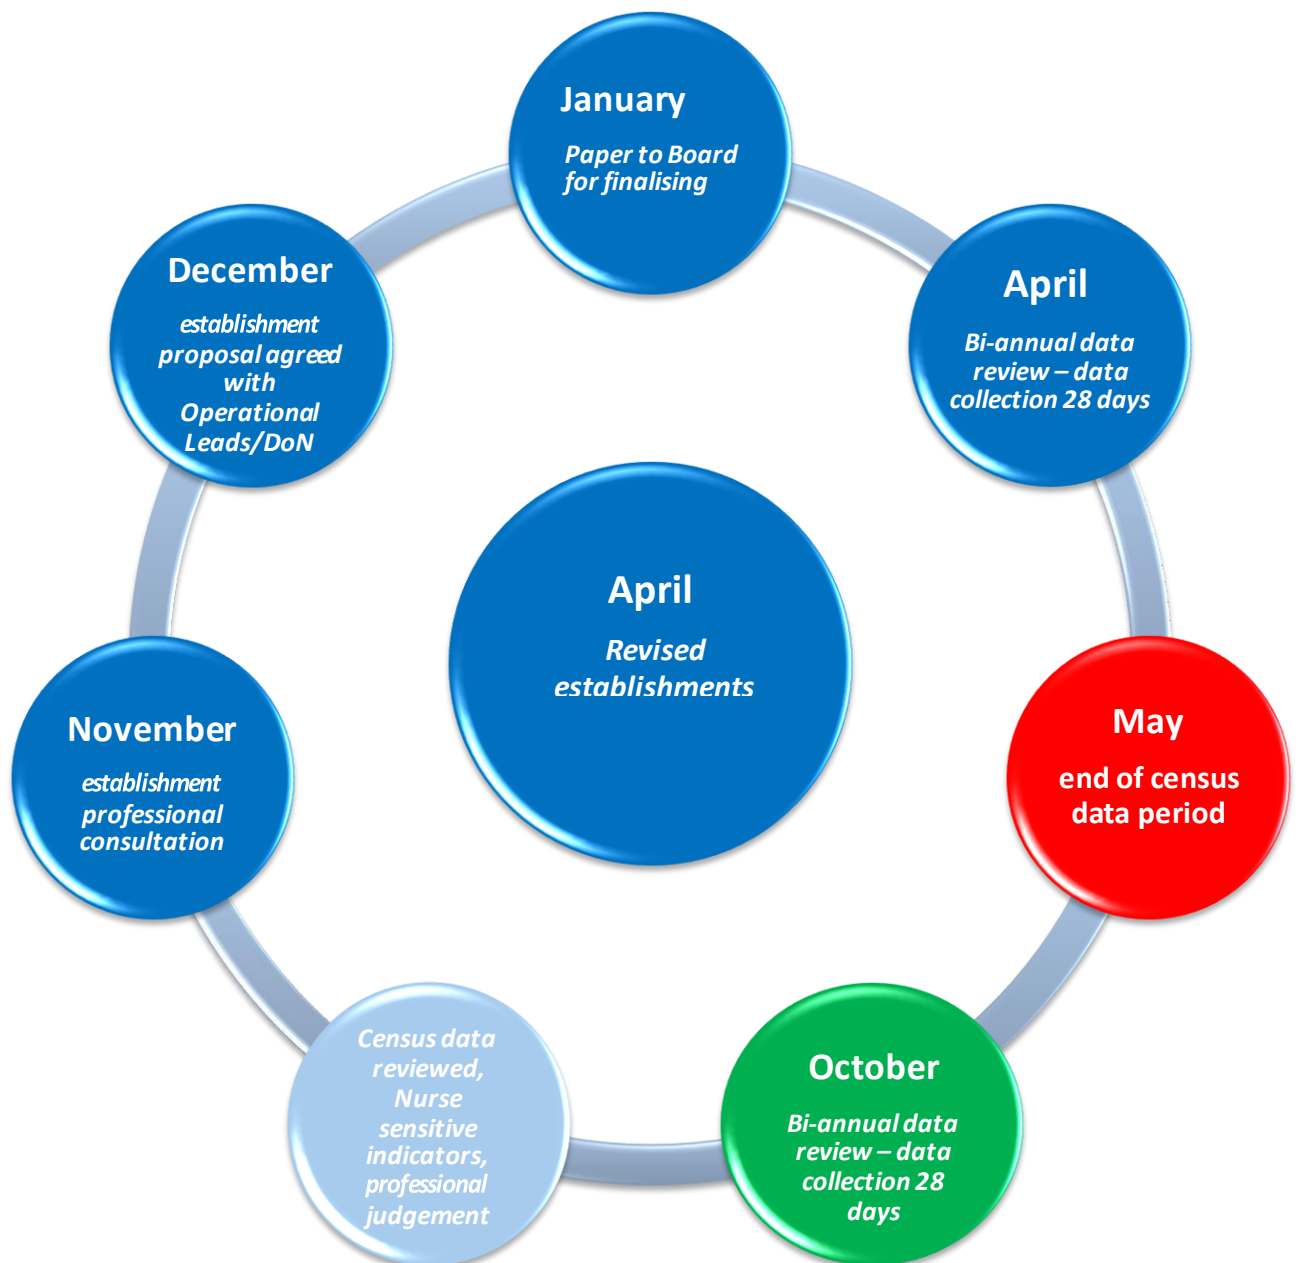 January
Paper to Board
for finalising
April
Bi-annual data
review – data
collection 28 days
May
end of census
data period
October
Bi-annual data
review – data
collection 28
days
Census data
reviewed,
Nurse
sensitive
indicators,
professional
judgement
November
establishment
professional
consultation
December
establishment
proposal agreed
with
Operational
Leads/DoN
April
Revised
establishments